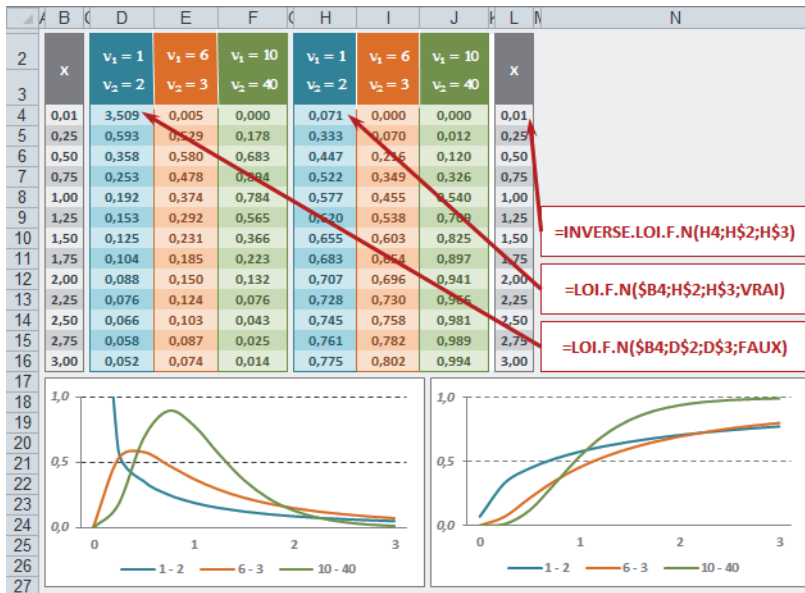 A B C D E F G H I J K L M N
2 x v₁ = 1 v₁ = 6 v₁ = 10 v₁ = 1 v₁ = 6 v₁ = 10 x
3 v₂ = 2 v₂ = 3 v₂ = 40 v₂ = 2 v₂ = 3 v₂ = 40
4 0,01 3,509 0,005 0,000 0,071 0,000 0,000 0,01
5 0,25 0,593 0,529 0,178 0,333 0,070 0,012 0,25
6 0,50 0,358 0,580 0,683 0,447 0,216 0,120 0,50
7 0,75 0,253 0,478 0,894 0,522 0,349 0,326 0,75
8 1,00 0,192 0,374 0,784 0,577 0,455 0,540 1,00
9 1,25 0,153 0,292 0,565 0,620 0,538 0,709 1,25
10 1,50 0,125 0,231 0,366 0,655 0,603 0,825 1,50
11 1,75 0,104 0,185 0,223 0,683 0,654 0,897 1,75
12 2,00 0,088 0,150 0,132 0,707 0,696 0,941 2,00
13 2,25 0,076 0,124 0,076 0,728 0,730 0,966 2,25
14 2,50 0,066 0,103 0,043 0,745 0,758 0,981 2,50
15 2,75 0,058 0,087 0,025 0,761 0,782 0,989 2,75
16 3,00 0,052 0,074 0,014 0,775 0,802 0,994 3,00
=INVERSE.LOI.F.N(H4;H$2;H$3)
=LOI.F.N($B4;H$2;H$3;VRAI)
=LOI.F.N($B4;D$2;D$3;FAUX)
17
18
19
20
21
22
23
24
25
26
27
1,0
0,5
0,0
0 1 2 3
1 - 2 6 - 3 10 - 40
1,0
0,5
0,0
0 1 2 3
1 - 2 6 - 3 10 - 40